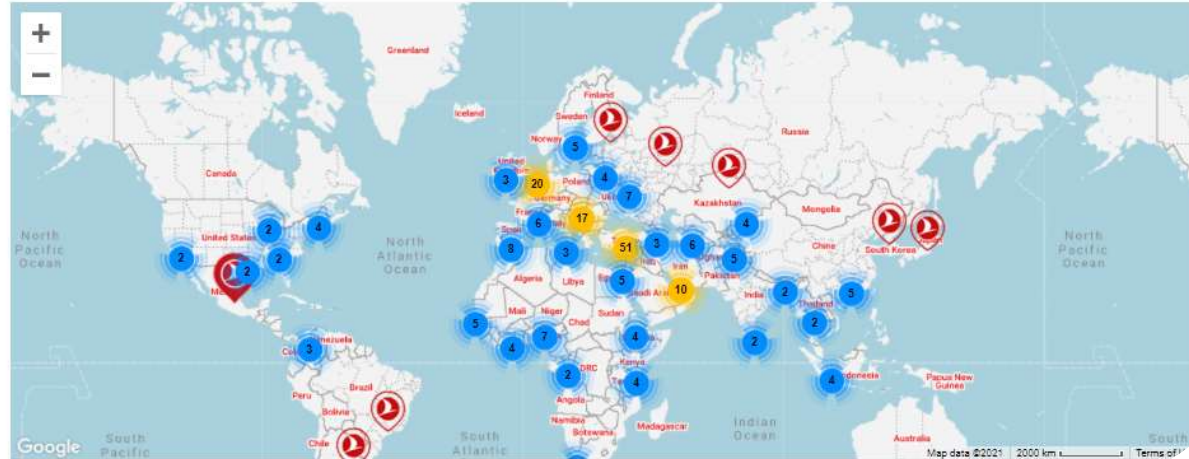 +
−
Greenland
Iceland
Finland
Sweden
Norway
Russia
5
Canada
United
3
20
Poland
4
7
Germany
Kazakhstan
Mongolia
6
17
4
2
4
North
Pacific
Ocean
United States
North
Atlantic
Ocean
Spain
8
3
51
3
6
5
China
South Korea
Japan
North
Pacific
Ocean
2
2
2
Iran
Pakistan
Algeria
Libya
5
Saudi Arabia
10
India
2
5
Mali
Niger
Chad
Sudan
Thailand
5
4
7
4
2
2
3
Venezuela
Kenya
DRC
2
4
4
Indonesia
Papua New
Guinea
Brazil
Peru
Bolivia
Angola
Namibia
Botswana
Madagascar
Indian
Ocean
Chile
South
Pacific
South
Atlantic
Australia
South
Google
Map data ©2021
2000 km
Terms of